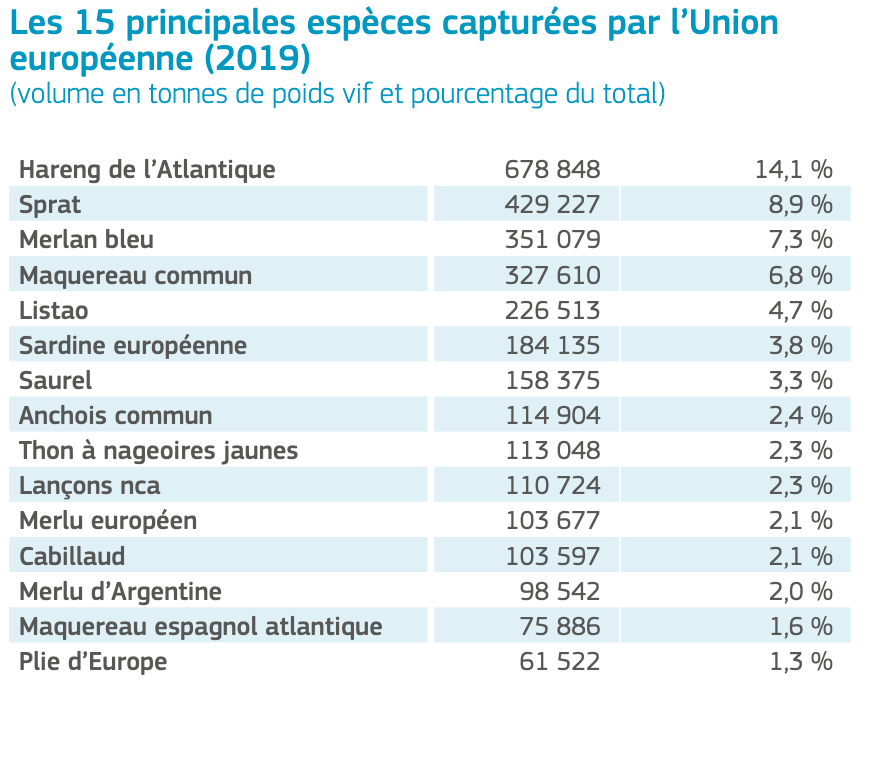 Les 15 principales espèces capturées par l’Union
européenne (2019)
(volume en tonnes de poids vif et pourcentage du total)
Hareng de l’Atlantique 678 848 14,1 %
Sprat 429 227 8,9 %
Merlan bleu 351 079 7,3 %
Maquereau commun 327 610 6,8 %
Listao 226 513 4,7 %
Sardine européenne 184 135 3,8 %
Saurel 158 375 3,3 %
Anchois commun 114 904 2,4 %
Thon à nageoires jaunes 113 048 2,3 %
Lançons nca 110 724 2,3 %
Merlu européen 103 677 2,1 %
Cabillaud 103 597 2,1 %
Merlu d’Argentine 98 542 2,0 %
Maquereau espagnol atlantique 75 886 1,6 %
Plie d’Europe 61 522 1,3 %